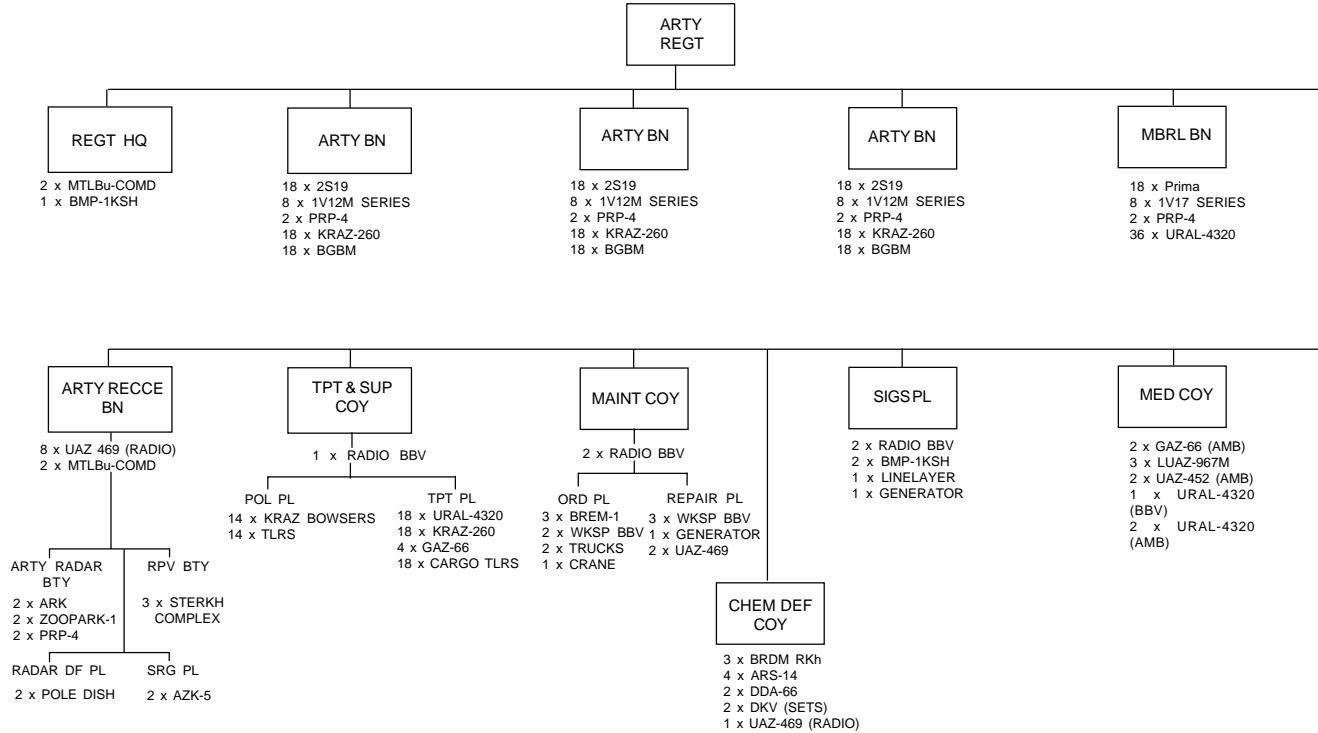 ARTY
REGT
REGT HQ
2 x MTLBu-COMD
1 x BMP-1KSH
ARTY BN
18 x 2S19
8 x 1V12M SERIES
2 x PRP-4
18 x KRAZ-260
18 x BGBM
ARTY BN
18 x 2S19
8 x 1V12M SERIES
2 x PRP-4
18 x KRAZ-260
18 x BGBM
ARTY BN
18 x 2S19
8 x 1V12M SERIES
2 x PRP-4
18 x KRAZ-260
18 x BGBM
MBRL BN
18 x Prima
8 x 1V17 SERIES
2 x PRP-4
36 x URAL-4320
ARTY RECCE
BN
8 x UAZ 469 (RADIO)
2 x MTLBu-COMD
ARTY RADAR
BTY
2 x ARK
2 x ZOOPARK-1
2 x PRP-4
RPV BTY
3 x STERKH
COMPLEX
RADAR DF PL
2 x POLE DISH
SRG PL
2 x AZK-5
TPT & SUP
COY
1 x RADIO BBV
POL PL
14 x KRAZ BOWSERS
14 x TLRS
TPT PL
18 x URAL-4320
18 x KRAZ-260
4 x GAZ-66
18 x CARGO TLRS
MAINT COY
2 x RADIO BBV
ORD PL
3 x BREM-1
2 x WKSP BBV
2 x TRUCKS
1 x CRANE
REPAIR PL
3 x WKSP BBV
1 x GENERATOR
2 x UAZ-469
CHEM DEF
COY
3 x BRDM RKh
4 x ARS-14
2 x DDA-66
2 x DKV (SETS)
1 x UAZ-469 (RADIO)
SIGS PL
2 x RADIO BBV
2 x BMP-1KSH
1 x LINELAYER
1 x GENERATOR
MED COY
2 x GAZ-66 (AMB)
3 x LUAZ-967M
2 x UAZ-452 (AMB)
1 x URAL-4320
(BBV)
2 x URAL-4320
(AMB)